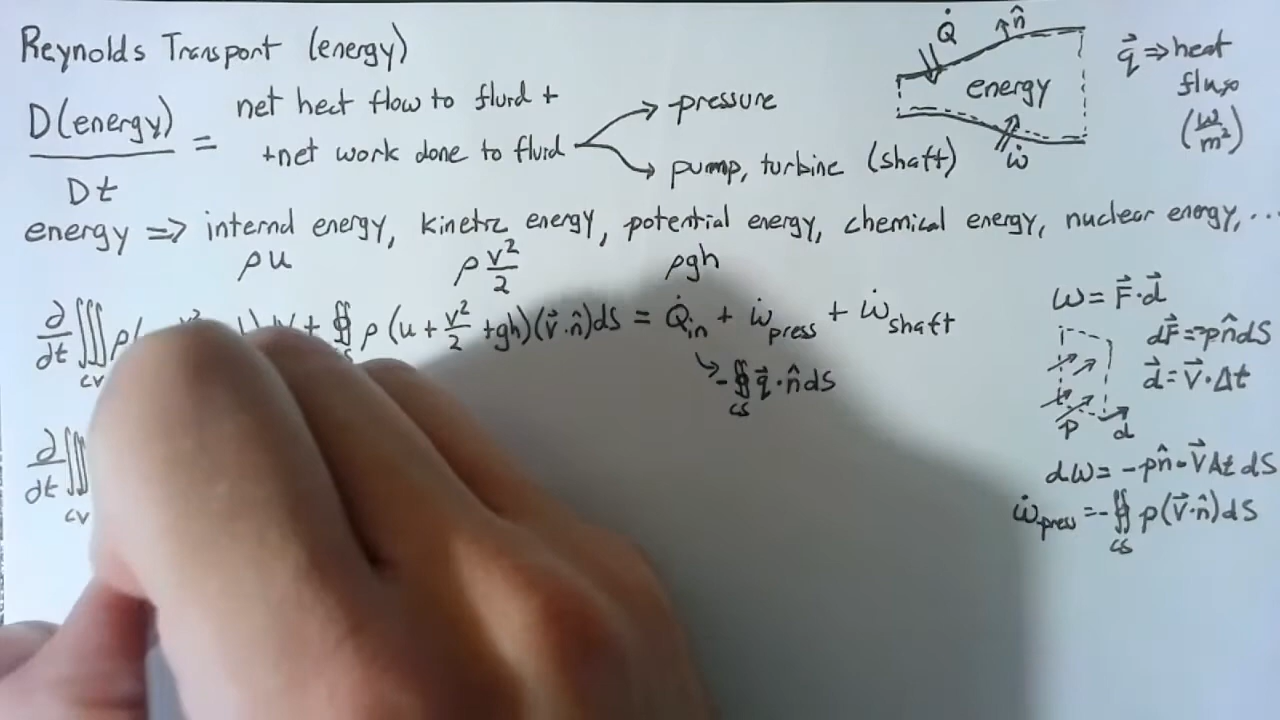 Reynolds Transport (energy)
D(energy)/Dt = net heat flow to fluid +
+net work done to fluid
pressure
pump, turbine (shaft)
Q̇
n̂
energy
Ẇ
q⃗ ⇒ heat
flux
(W/m²)
energy ⇒ internal energy, kinetic energy, potential energy, chemical energy, nuclear energy, ...
ρu
ρ v²/2
ρgh
∂/∂t ∭ ρ( + ∯ ρ (u + v²/2 + gh)(v⃗·n̂)dS = Q̇in + Ẇpress + Ẇshaft
CV
→ -∯ q⃗·n̂dS
CS
W = F⃗·d⃗
dF⃗ = -pn̂dS
d⃗ = v⃗·Δt
p
d
dW = -pn̂·v⃗Δt dS
Ẇpress = -∯ p(v⃗·n̂)dS
CS
∂/∂t ∭
CV